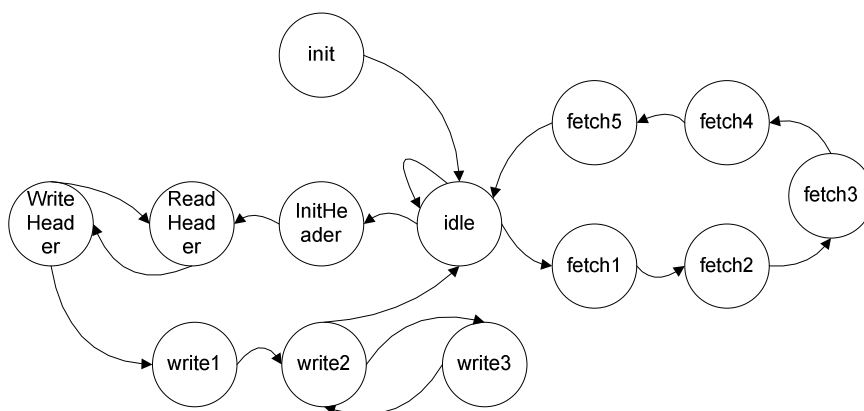 init
fetch5
fetch4
fetch3
Write
Head
er
Read
Head
er
InitHe
ader
idle
fetch1
fetch2
write1
write2
write3